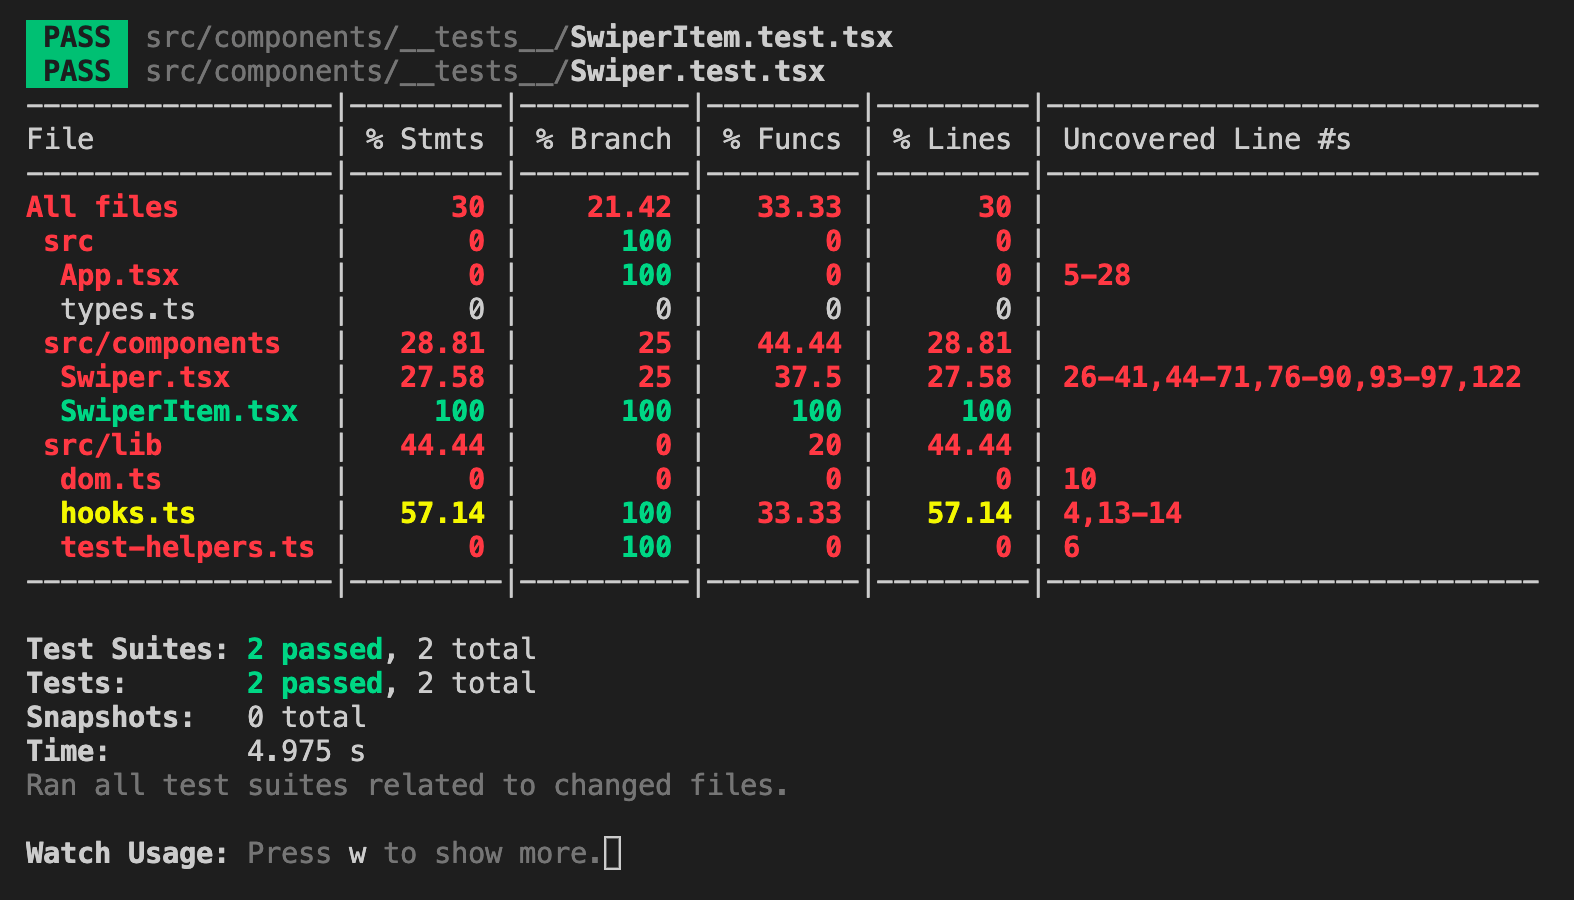 PASS src/components/__tests__/SwiperItem.test.tsx
PASS src/components/__tests__/Swiper.test.tsx
------------------|---------|----------|---------|---------|-----------------------------
File              | % Stmts | % Branch | % Funcs | % Lines | Uncovered Line #s
------------------|---------|----------|---------|---------|-----------------------------
All files         |      30 |    21.42 |   33.33 |      30 |
 src              |       0 |      100 |       0 |       0 |
  App.tsx         |       0 |      100 |       0 |       0 | 5-28
  types.ts        |       0 |        0 |       0 |       0 |
 src/components   |   28.81 |       25 |   44.44 |   28.81 |
  Swiper.tsx      |   27.58 |       25 |    37.5 |   27.58 | 26-41,44-71,76-90,93-97,122
  SwiperItem.tsx  |     100 |      100 |     100 |     100 |
 src/lib          |   44.44 |        0 |      20 |   44.44 |
  dom.ts          |       0 |        0 |       0 |       0 | 10
  hooks.ts        |   57.14 |      100 |   33.33 |   57.14 | 4,13-14
  test-helpers.ts |       0 |      100 |       0 |       0 | 6
------------------|---------|----------|---------|---------|-----------------------------
Test Suites: 2 passed, 2 total
Tests:       2 passed, 2 total
Snapshots:   0 total
Time:        4.975 s
Ran all test suites related to changed files.
Watch Usage: Press w to show more.